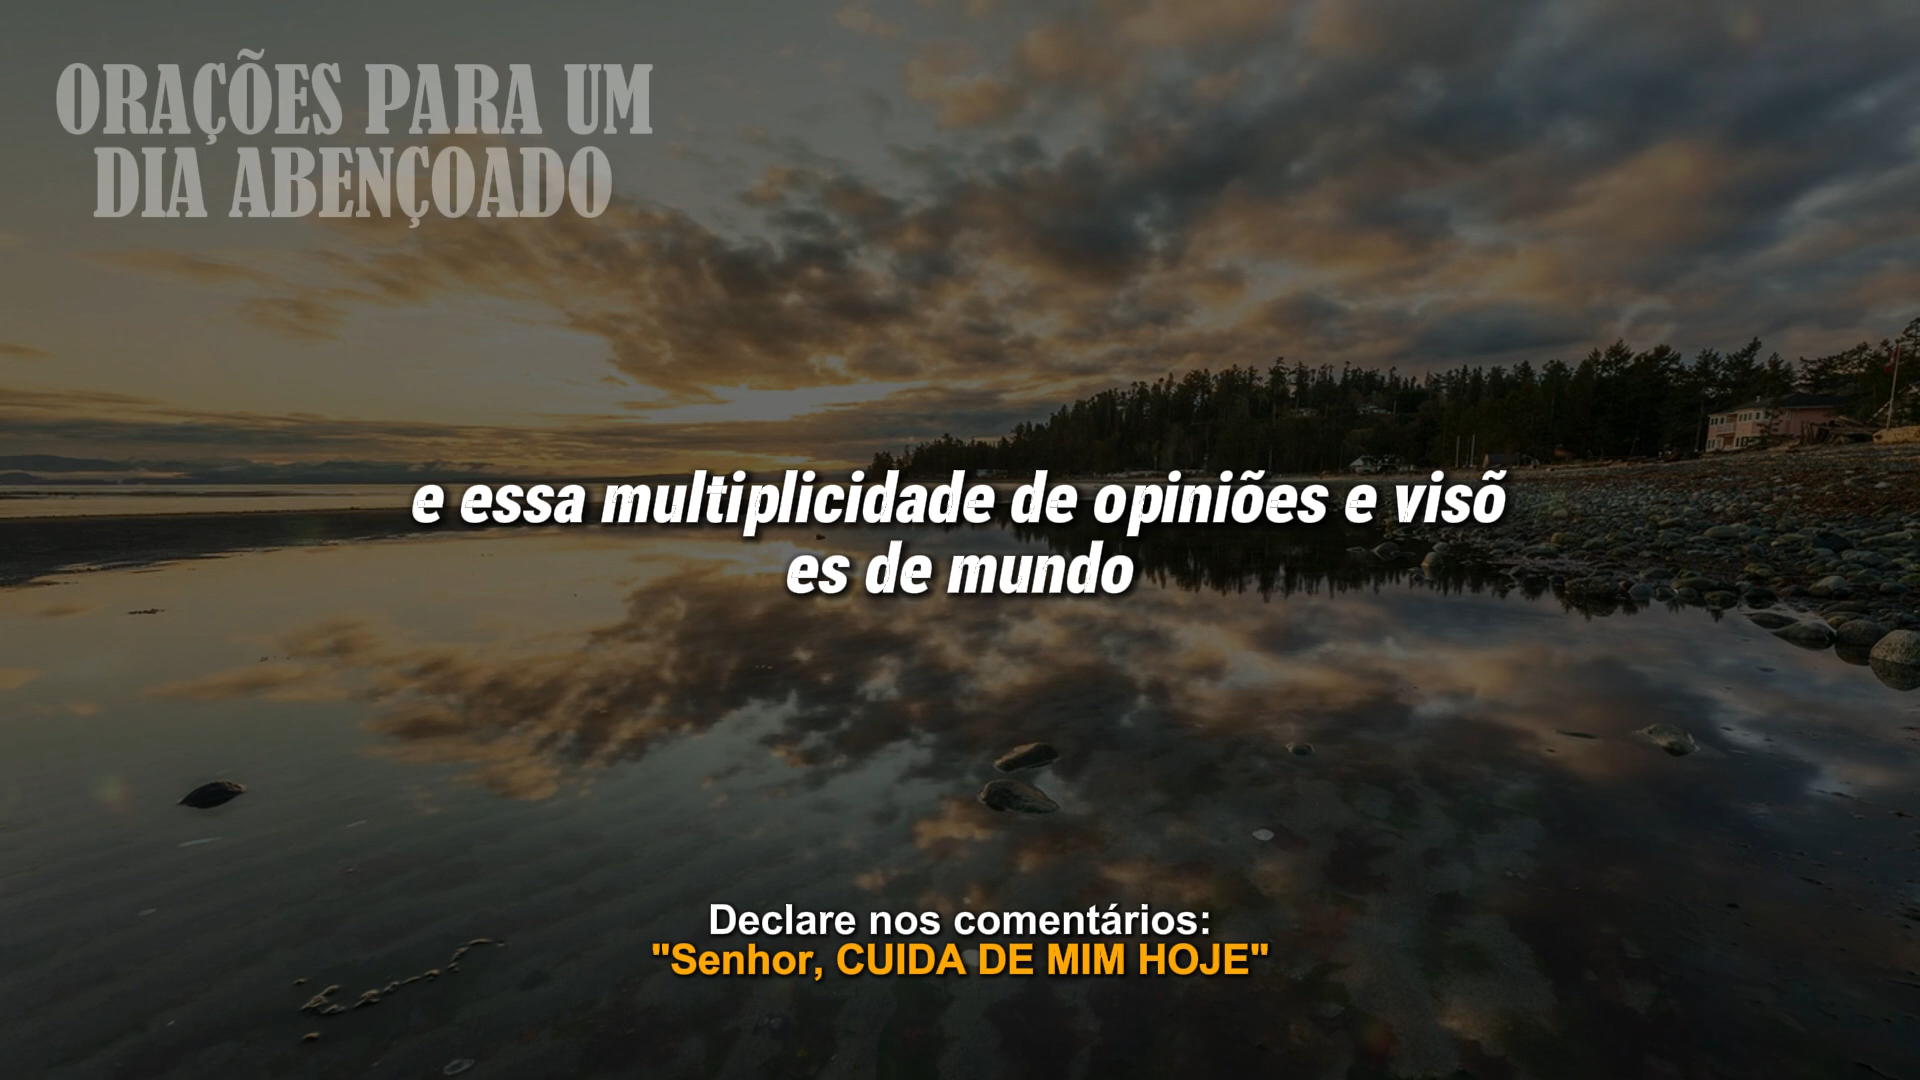 ORAÇÕES PARA UM
DIA ABENÇOADO
e essa multiplicidade de opiniões e visõ
es de mundo
Declare nos comentários:
"Senhor, CUIDA DE MIM HOJE"